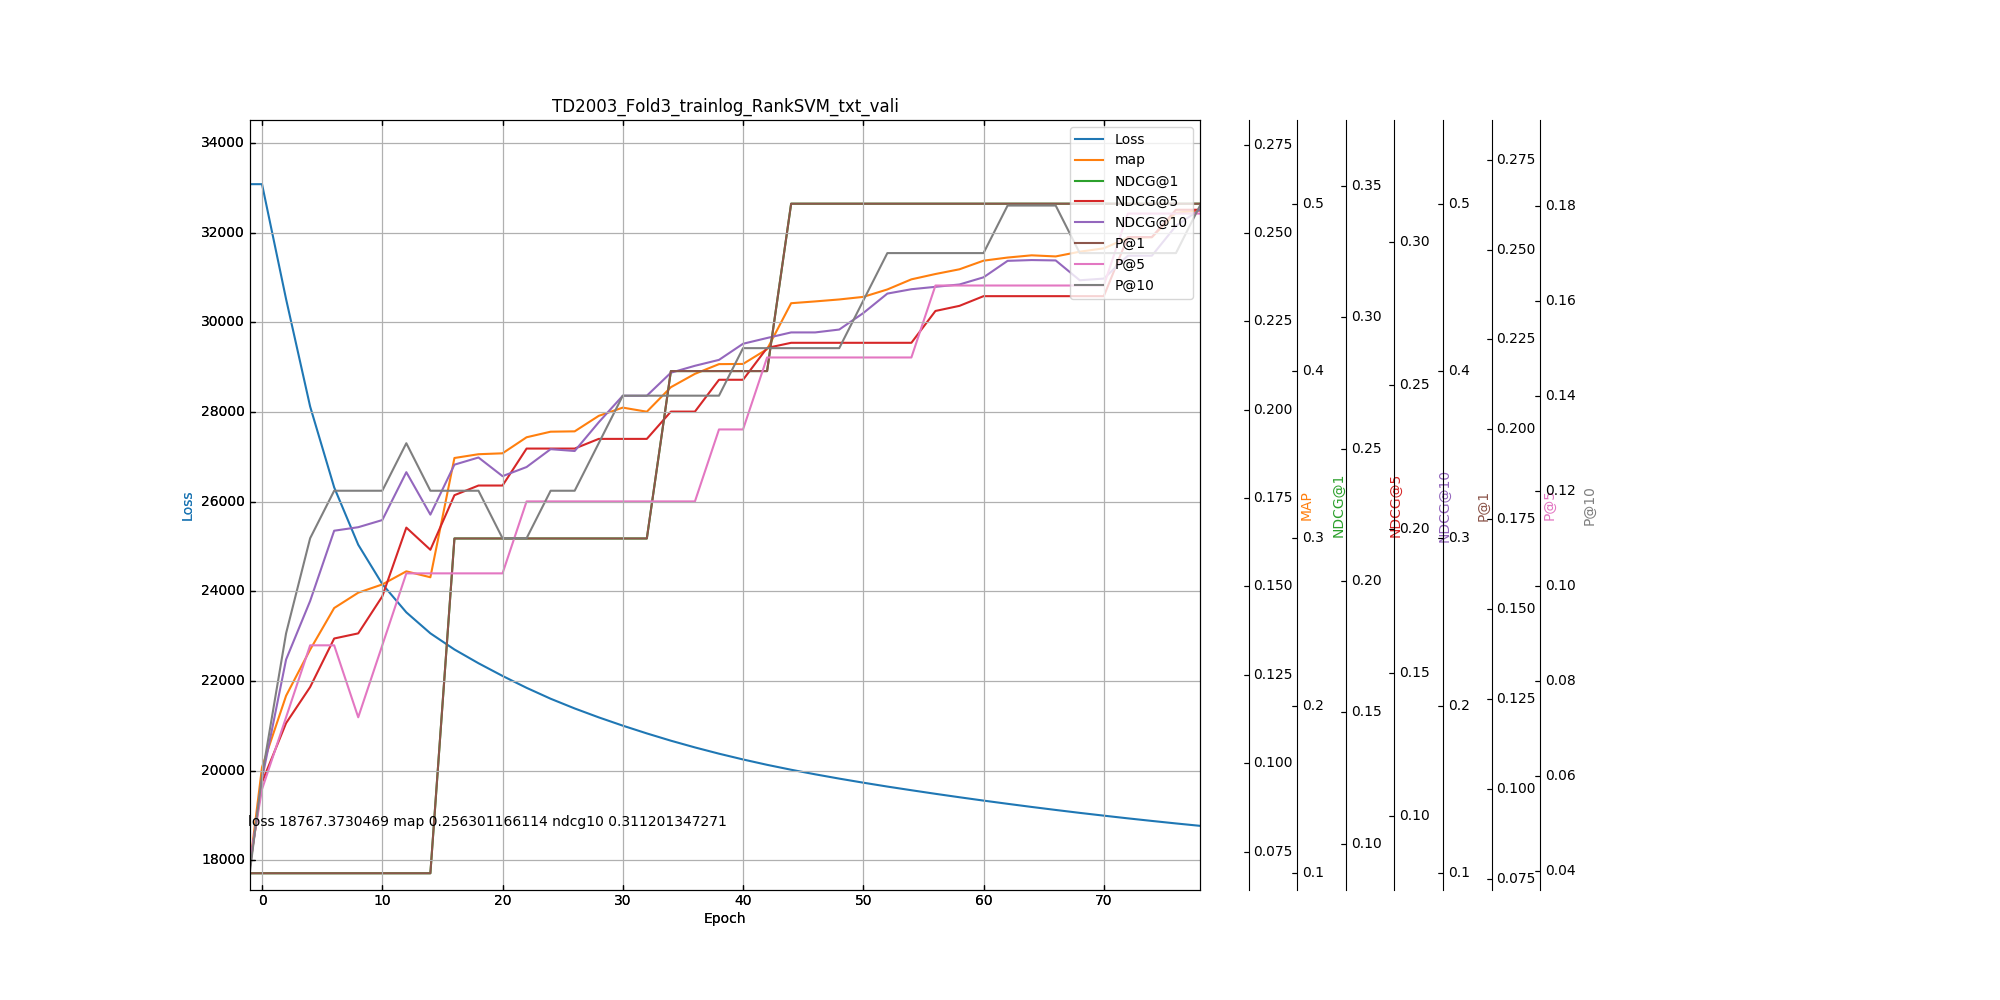 TD2003_Fold3_trainlog_RankSVM_txt_vali
Loss
map
NDCG@1
NDCG@5
NDCG@10
P@1
P@5
P@10
34000
32000
30000
28000
26000
24000
22000
20000
18000
Loss
loss 18767.3730469 map 0.256301166114 ndcg10 0.311201347271
0 10 20 30 40 50 60 70
Epoch
0.275
0.250
0.225
0.200
0.175
0.150
0.125
0.100
0.075
MAP
0.5
0.4
0.3
0.2
0.1
NDCG@1
0.35
0.30
0.25
0.20
0.15
0.10
NDCG@5
0.30
0.25
0.20
0.15
0.10
NDCG@10
0.5
0.4
0.3
0.2
0.1
P@1
0.275
0.250
0.225
0.200
0.175
0.150
0.125
0.100
0.075
P@5
0.18
0.16
0.14
0.12
0.10
0.08
0.06
0.04
P@10